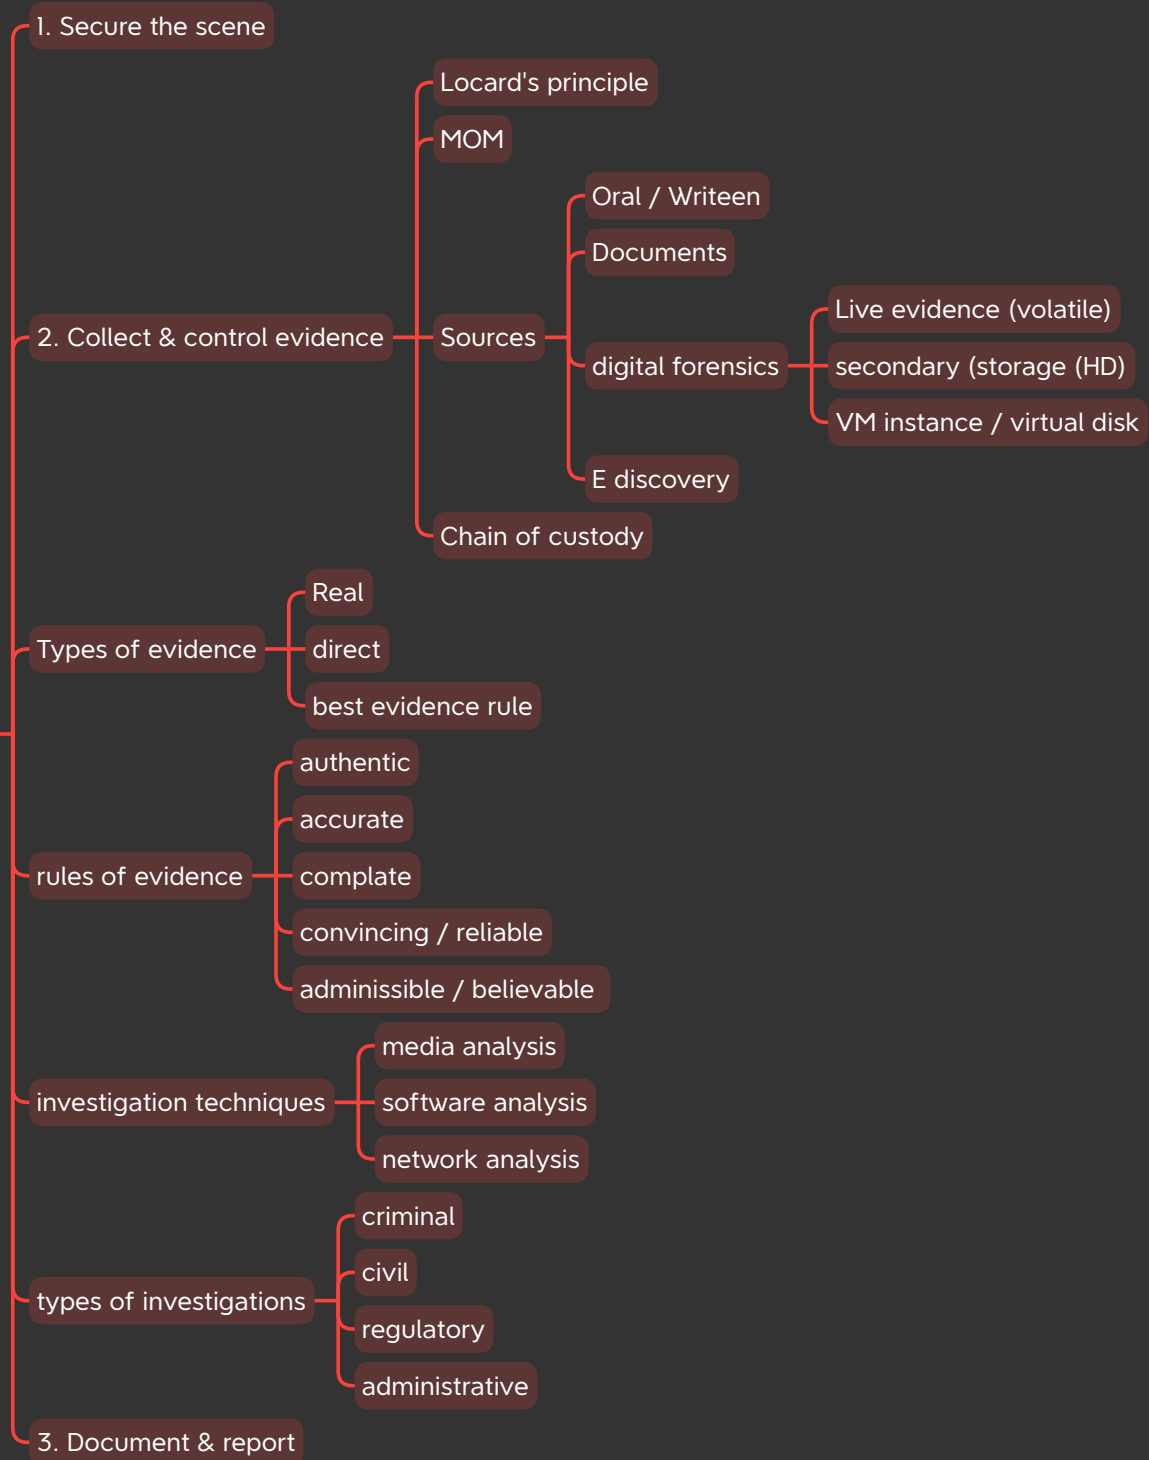 1. Secure the scene
2. Collect & control evidence
Locard's principle
MOM
Sources
Oral / Writeen
Documents
digital forensics
Live evidence (volatile)
secondary (storage (HD)
VM instance / virtual disk
E discovery
Chain of custody
Types of evidence
Real
direct
best evidence rule
rules of evidence
authentic
accurate
complate
convincing / reliable
adminissible / believable
investigation techniques
media analysis
software analysis
network analysis
types of investigations
criminal
civil
regulatory
administrative
3. Document & report